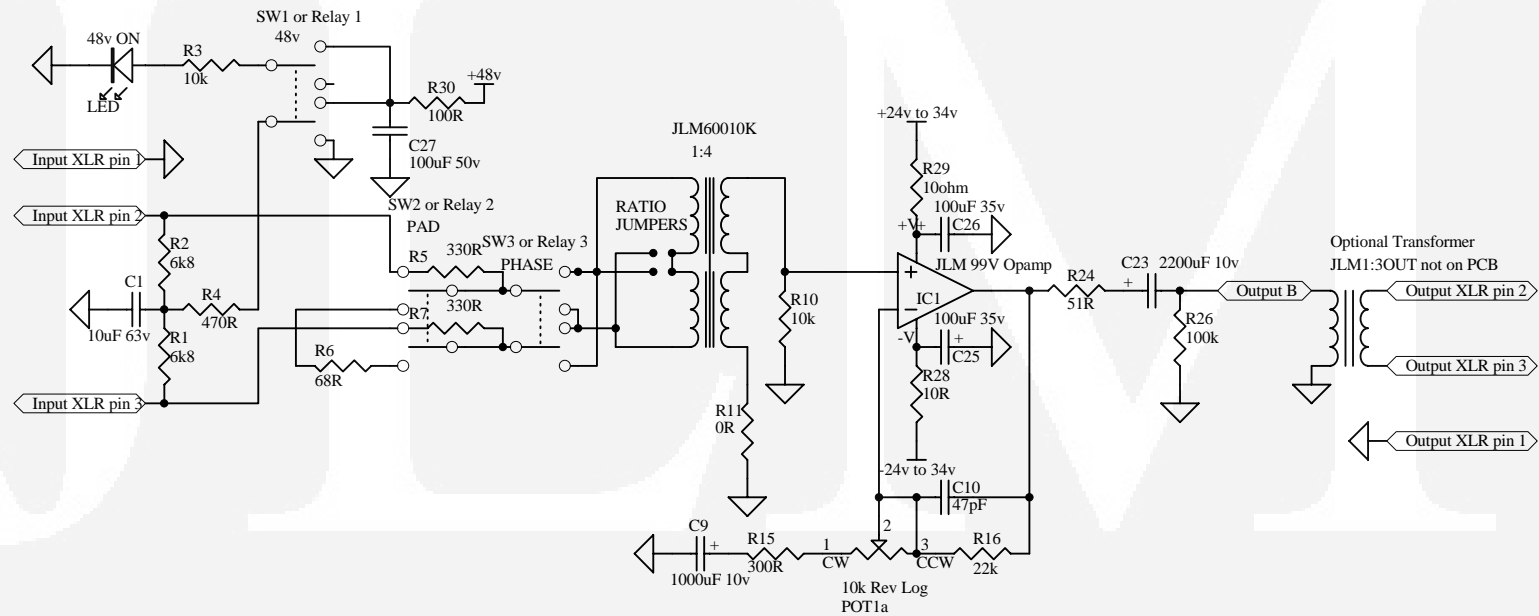 SW1 or Relay 1
48v
48v ON
R3
10k
LED
R30
100R
+48v
C27
100uF 50v
Input XLR pin 1
Input XLR pin 2
Input XLR pin 3
R2
6k8
C1
10uF 63v
R4
470R
R1
6k8
SW2 or Relay 2
PAD
R5
330R
330R
R7
R6
68R
SW3 or Relay 3
PHASE
RATIO
JUMPERS
JLM60010K
1:4
R11
0R
R10
10k
+24v to 34v
R29
10ohm
100uF 35v
C26
+V
+
JLM 99V Opamp
IC1
100uF 35v
+
C25
-V
R28
10R
-24v to 34v
C10
47pF
C9
+
1000uF 10v
R15
300R
1
CW
2
3
CCW
R16
22k
10k Rev Log
POT1a
R24
51R
C23
+
2200uF 10v
R26
100k
Output B
Optional Transformer
JLM1:3OUT not on PCB
Output XLR pin 2
Output XLR pin 3
Output XLR pin 1
JLM